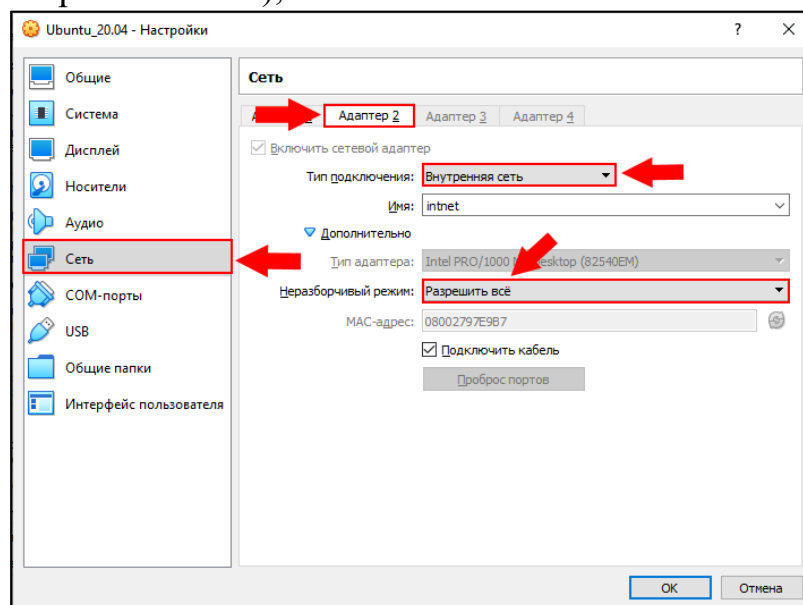 Ubuntu_20.04 - Настройки
?
Общие
Система
Дисплей
Носители
Аудио
Сеть
COM-порты
USB
Общие папки
Интерфейс пользователя
Сеть
Адаптер 2 Адаптер 3 Адаптер 4
Включить сетевой адаптер
Тип подключения: Внутренняя сеть
Имя: intnet
Дополнительно
Тип адаптера: Intel PRO/1000 (82540EM)
Неразборчивый режим: Разрешить всё
MAC-адрес: 08002797E9B7
Подключить кабель
Проброс портов
OK Отмена